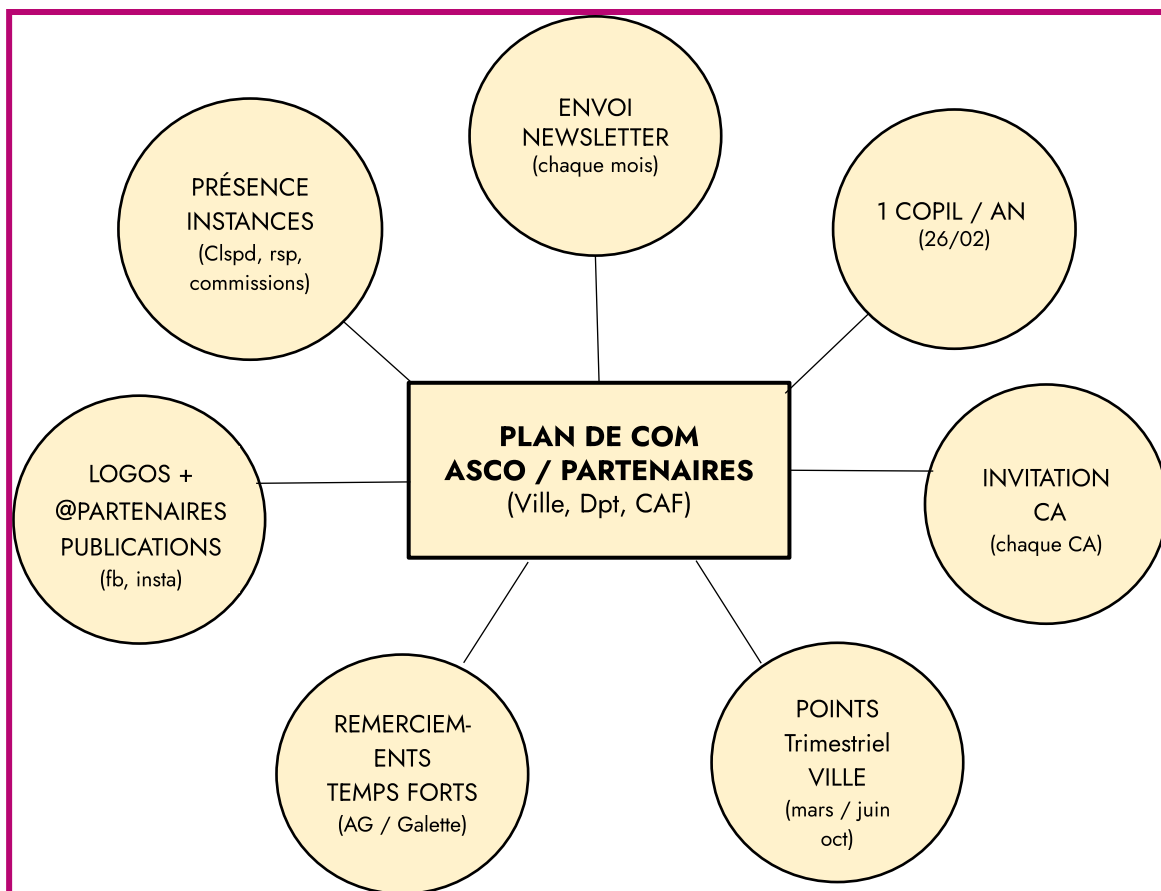 ENVOI
NEWSLETTER
(chaque mois)
PRÉSENCE
INSTANCES
(Clspd, rsp,
commissions)
1 COPIL / AN
(26/02)
PLAN DE COM
ASCO / PARTENAIRES
(Ville, Dpt, CAF)
LOGOS +
@PARTENAIRES
PUBLICATIONS
(fb, insta)
INVITATION
CA
(chaque CA)
REMERCIEM-
ENTS
TEMPS FORTS
(AG / Galette)
POINTS
Trimestriel
VILLE
(mars / juin
oct)